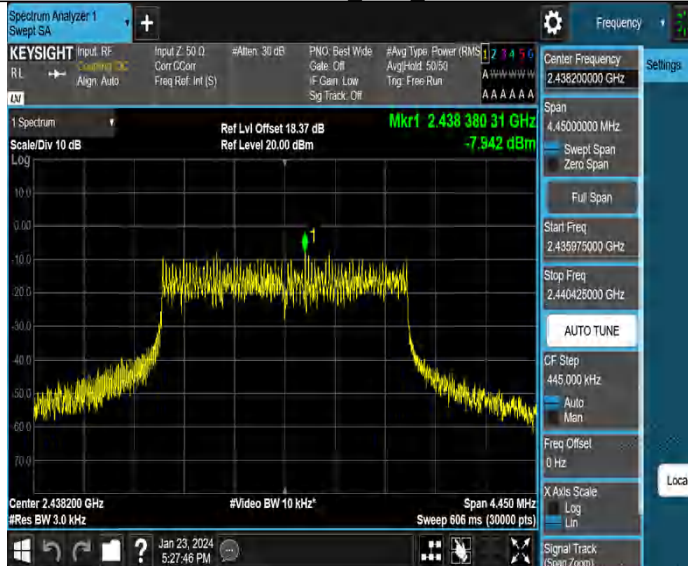 Spectrum Analyzer 1
Swept SA
+
Frequency
KEYSIGHT
RL
LXI
Input: RF
Coupling: DC
Align: Auto
Input Z: 50 Ω
Corr CCorr
Freq Ref: Int (S)
#Atten: 30 dB
PNO: Best Wide
Gate: Off
IF Gain: Low
Sig Track: Off
#Avg Type: Power (RMS
Avg|Hold: 50/50
Trig: Free Run
1 2 3 4 5 6
A W W W W W
A A A A A A
1 Spectrum
Scale/Div 10 dB
Ref Lvl Offset 18.37 dB
Ref Level 20.00 dBm
Mkr1 2.438 380 31 GHz
-7.942 dBm
Log
10.0
0.00
-10.0
-20.0
-30.0
-40.0
-50.0
-60.0
-70.0
1
Center 2.438200 GHz
#Res BW 3.0 kHz
#Video BW 10 kHz*
Span 4.450 MHz
Sweep 606 ms (30000 pts)
Center Frequency
2.438200000 GHz
Span
4.45000000 MHz
Swept Span
Zero Span
Full Span
Start Freq
2.435975000 GHz
Stop Freq
2.440425000 GHz
AUTO TUNE
CF Step
445.000 kHz
Auto
Man
Freq Offset
0 Hz
X Axis Scale
Log
Lin
Signal Track
(Span Zoom)
Settings
Loca
?
Jan 23, 2024
5:27:46 PM